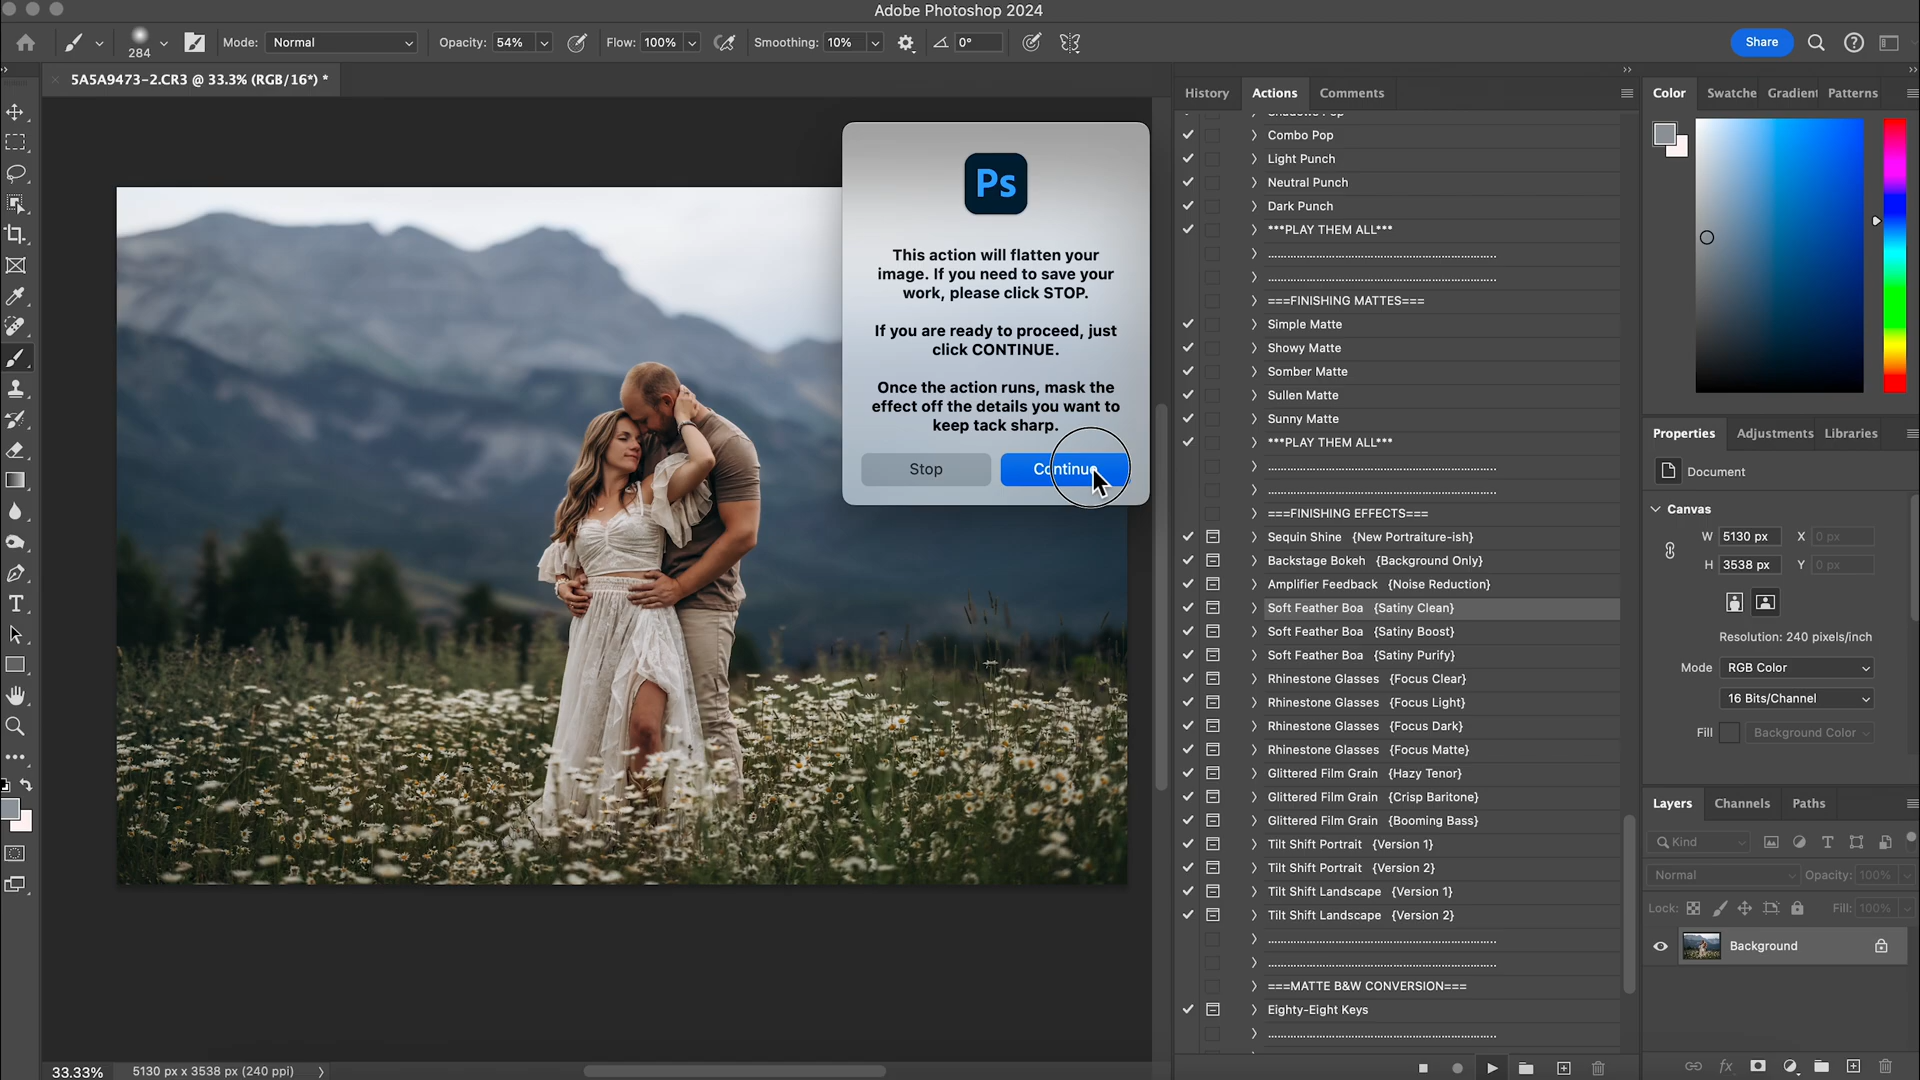 Adobe Photoshop 2024
284
Mode: Normal
Opacity: 54%
Flow: 100%
Smoothing: 10%
0°
Share
5A5A9473-2.CR3 @ 33.3% (RGB/16*) *
History Actions Comments
Color Swatche Gradient Patterns
Ps
This action will flatten your
image. If you need to save your
work, please click STOP.
If you are ready to proceed, just
click CONTINUE.
Once the action runs, mask the
effect off the details you want to
keep tack sharp.
Stop
Continue
Combo Pop
Light Punch
Neutral Punch
Dark Punch
***PLAY THEM ALL***
===FINISHING MATTES===
Simple Matte
Showy Matte
Somber Matte
Sullen Matte
Sunny Matte
***PLAY THEM ALL***
===FINISHING EFFECTS===
Sequin Shine {New Portraiture-ish}
Backstage Bokeh {Background Only}
Amplifier Feedback {Noise Reduction}
Soft Feather Boa {Satiny Clean}
Soft Feather Boa {Satiny Boost}
Soft Feather Boa {Satiny Purify}
Rhinestone Glasses {Focus Clear}
Rhinestone Glasses {Focus Light}
Rhinestone Glasses {Focus Dark}
Rhinestone Glasses {Focus Matte}
Glittered Film Grain {Hazy Tenor}
Glittered Film Grain {Crisp Baritone}
Glittered Film Grain {Booming Bass}
Tilt Shift Portrait {Version 1}
Tilt Shift Portrait {Version 2}
Tilt Shift Landscape {Version 1}
Tilt Shift Landscape {Version 2}
===MATTE B&W CONVERSION===
Eighty-Eight Keys
Properties Adjustments Libraries
Document
Canvas
W 5130 px X 0 px
H 3538 px Y 0 px
Resolution: 240 pixels/inch
Mode RGB Color
16 Bits/Channel
Fill Background Color
Layers Channels Paths
Kind
Normal Opacity: 100%
Lock: Fill: 100%
Background
33.33% 5130 px x 3538 px (240 ppi)